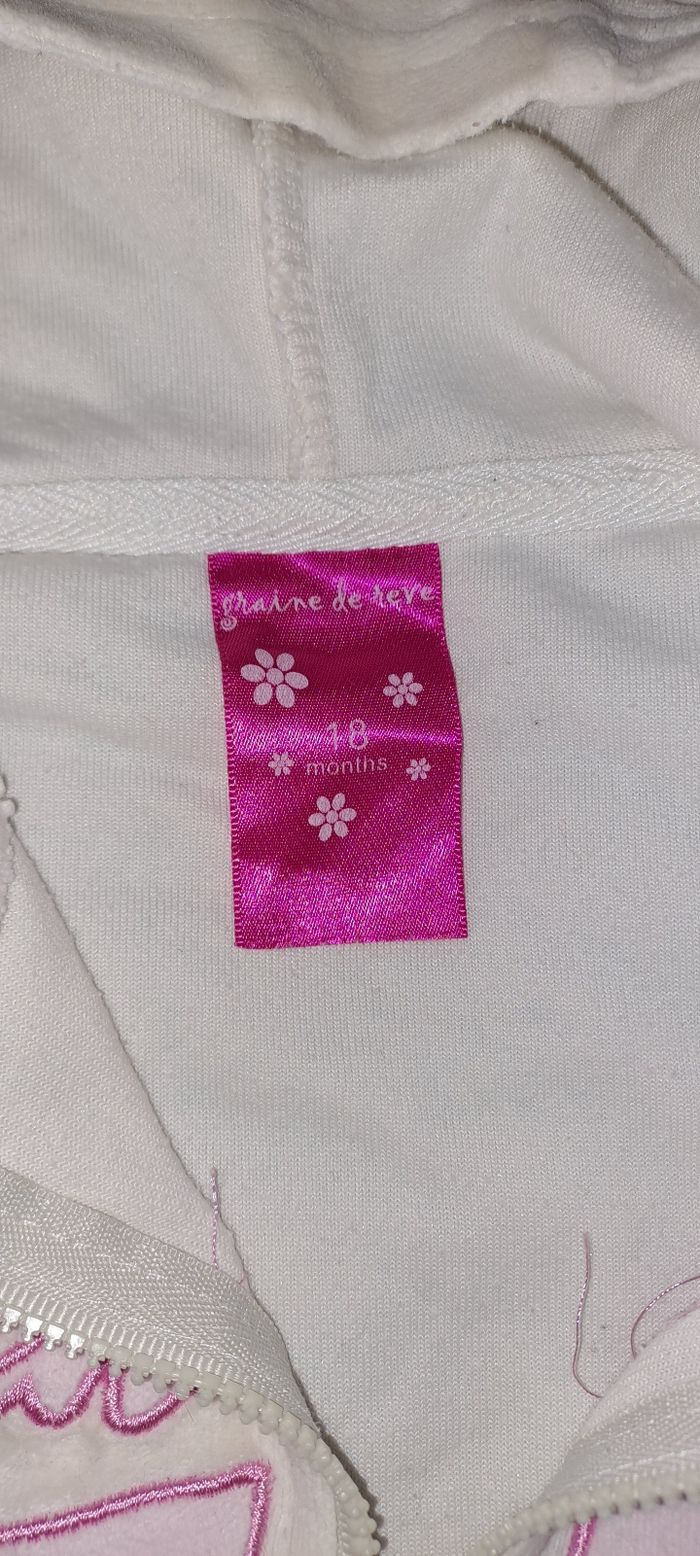 graine de reve
18
months